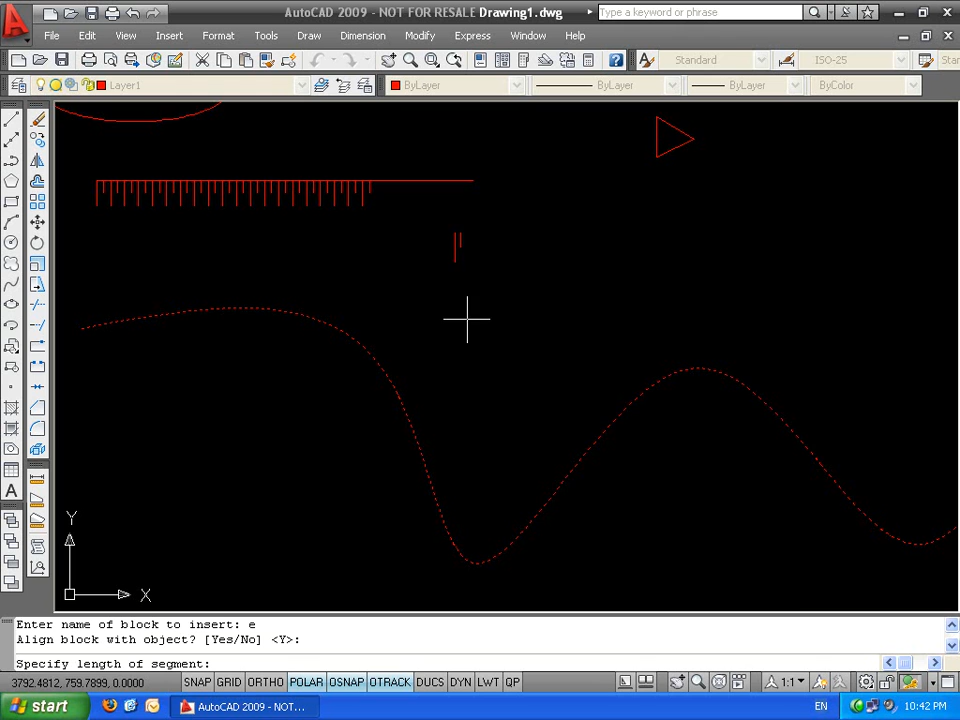 AutoCAD 2009 - NOT FOR RESALE Drawing1.dwg
Type a keyword or phrase
File Edit View Insert Format Tools Draw Dimension Modify Express Window Help
Standard ISO-25 Stan
Layer1 ByLayer ByLayer ByLayer ByColor
A
Y
X
Enter name of block to insert: e
Align block with object? [Yes/No] <Y>:
Specify length of segment:
3792.4812, 759.7899, 0.0000 SNAP GRID ORTHO POLAR OSNAP OTRACK DUCS DYN LWT QP 1:1
start AutoCAD 2009 - NOT... EN 10:42 PM